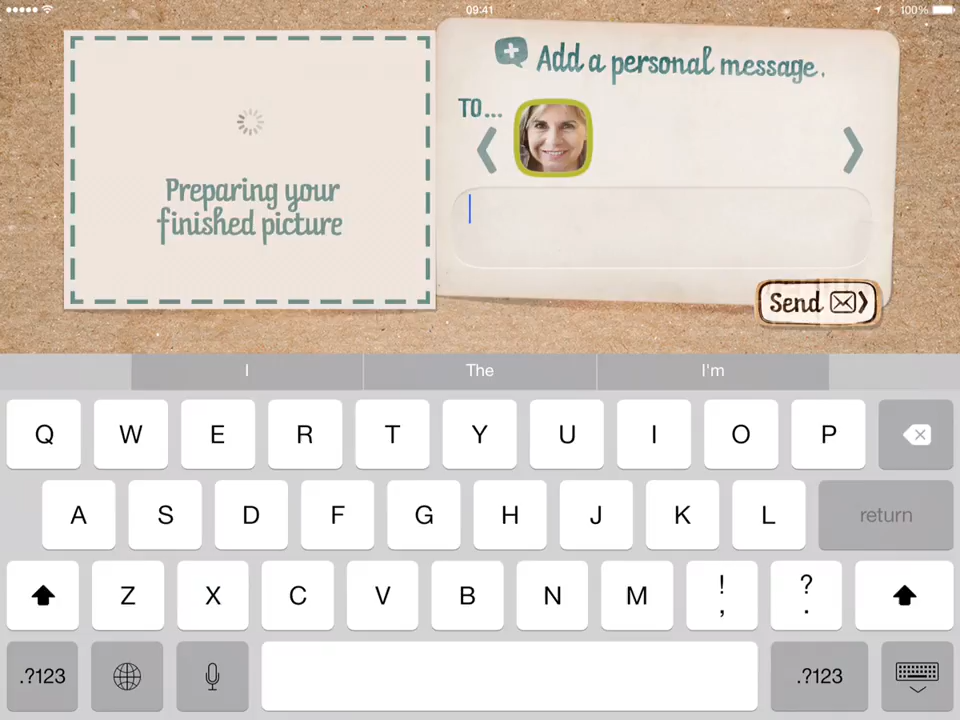 09:41
100%
Add a personal message.
TO...
Preparing your
finished picture
Send
I The I'm
Q W E R T Y U I O P
A S D F G H J K L return
Z X C V B N M ! , ? .
.?123 .?123